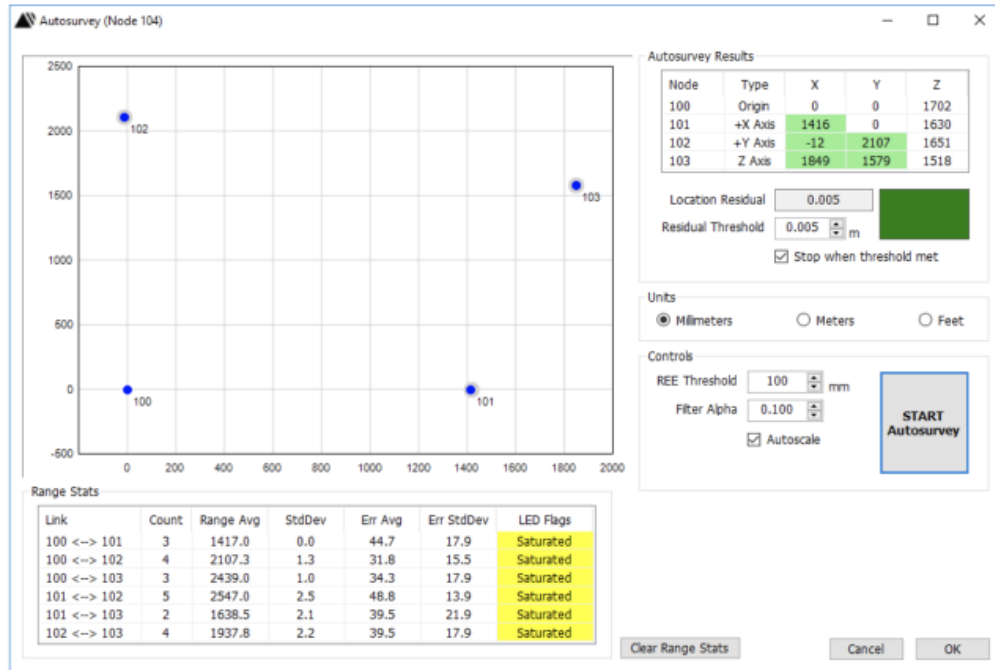 Autosurvey (Node 104)
2500
2000
1500
1000
500
0
-500
0 200 400 600 800 1000 1200 1400 1600 1800 2000
102
103
100
101
Autosurvey Results
Node Type X Y Z
100 Origin 0 0 1702
101 +X Axis 1416 0 1630
102 +Y Axis -12 2107 1651
103 Z Axis 1849 1579 1518
Location Residual 0.005
Residual Threshold 0.005 m
Stop when threshold met
Units
Millimeters Meters Feet
Controls
REE Threshold 100 mm
Filter Alpha 0.100
Autoscale
START
Autosurvey
Range Stats
Link Count Range Avg StdDev Err Avg Err StdDev LED Flags
100 <--> 101 3 1417.0 0.0 44.7 17.9 Saturated
100 <--> 102 4 2107.3 1.3 31.8 15.5 Saturated
100 <--> 103 3 2439.0 1.0 34.3 17.9 Saturated
101 <--> 102 5 2547.0 2.5 48.8 13.9 Saturated
101 <--> 103 2 1638.5 2.1 39.5 21.9 Saturated
102 <--> 103 4 1937.8 2.2 39.5 17.9 Saturated
Clear Range Stats Cancel OK